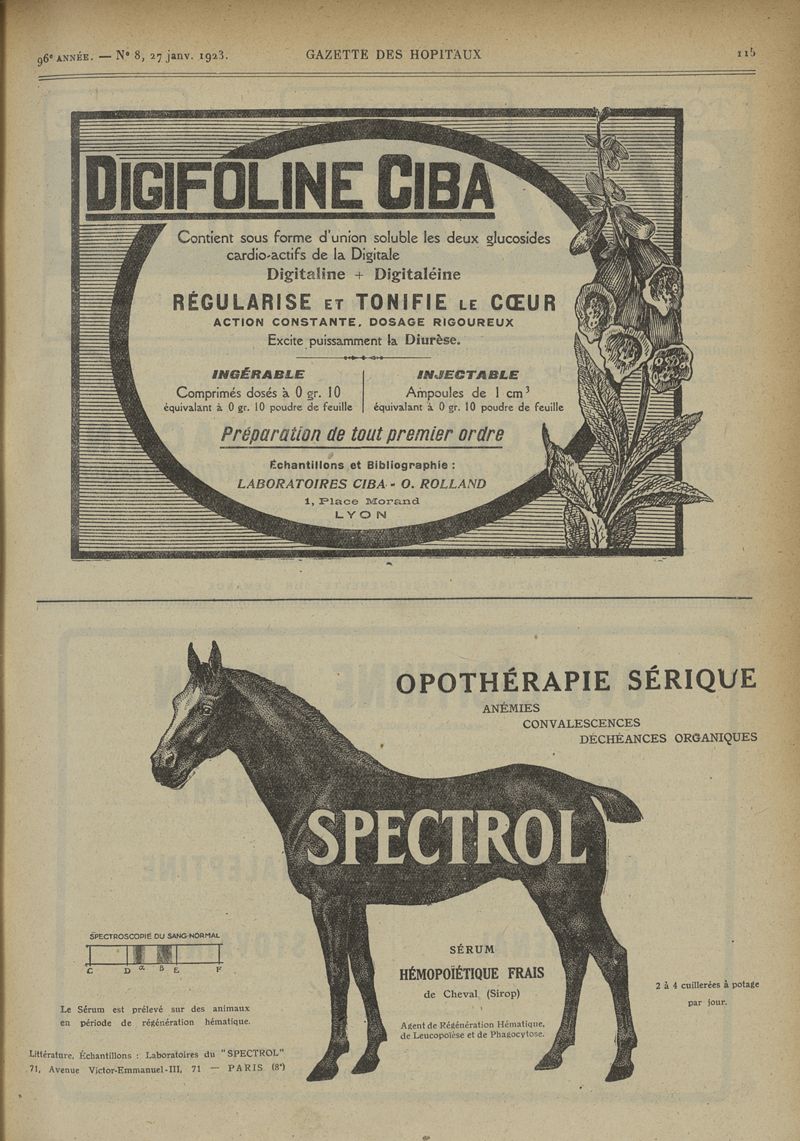 96e ANNÉE. — N° 8, 27 janv. 1923.
GAZETTE DES HOPITAUX
115
DIGIFOLINE CIBA
Contient sous forme d'union soluble les deux glucosides
cardio-actifs de la Digitale
Digitaline + Digitaléine
RÉGULARISE ET TONIFIE LE CŒUR
ACTION CONSTANTE, DOSAGE RIGOUREUX
Excite puissamment la Diurèse.
INGÉRABLE
Comprimés dosés à 0 gr. 10
équivalant à 0 gr. 10 poudre de feuille
INJECTABLE
Ampoules de 1 cm3
équivalant à 0 gr. 10 poudre de feuille
Préparation de tout premier ordre
Échantillons et Bibliographie :
LABORATOIRES CIBA - O. ROLLAND
1, Place Morand
LYON
OPOTHÉRAPIE SÉRIQUE
ANÉMIES
CONVALESCENCES
DÉCHÉANCES ORGANIQUES
SPECTROL
SPECTROSCOPIE DU SANG NORMAL
C D α B E F
Le Sérum est prélevé sur des animaux
en période de régénération hématique.
SÉRUM
HÉMOPOÏÉTIQUE FRAIS
de Cheval (Sirop)
Agent de Régénération Hématique,
de Leucopoïèse et de Phagocytose.
2 à 4 cuillerées à potage
par jour.
Littérature, Échantillons : Laboratoires du "SPECTROL"
71, Avenue Victor-Emmanuel-III, 71 — PARIS (8e)